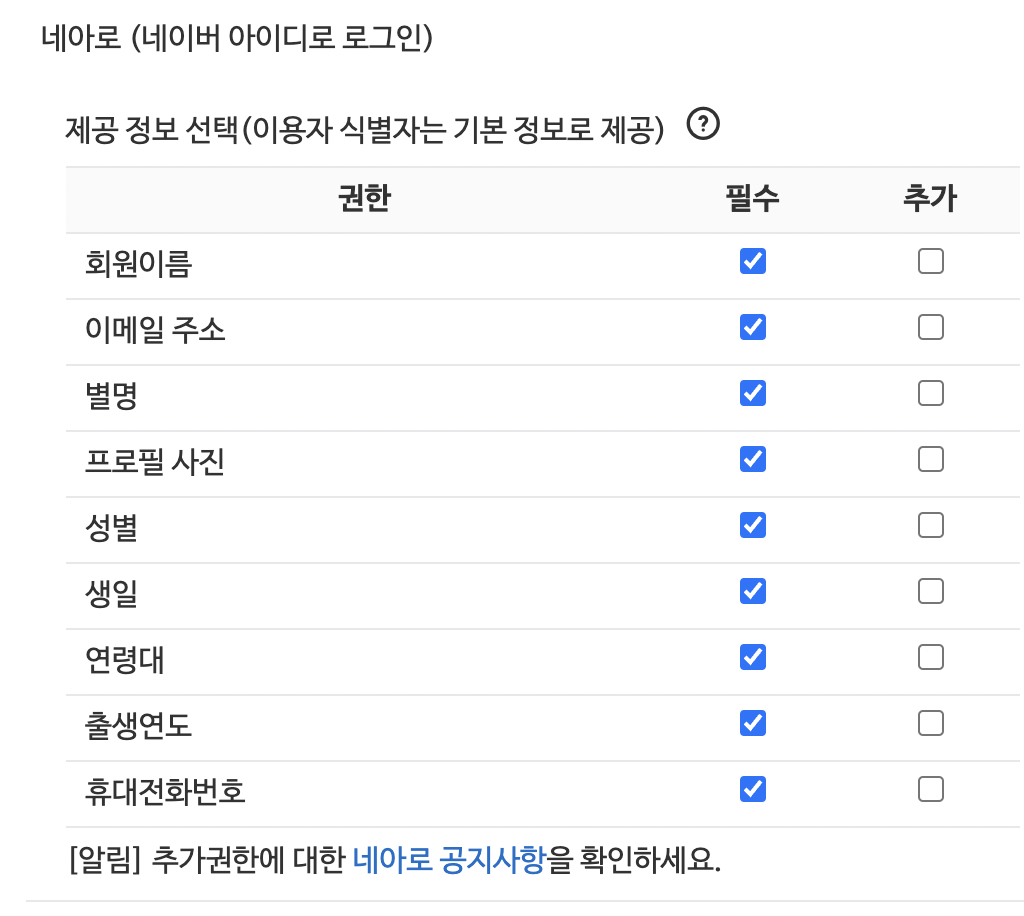 네아로 (네이버 아이디로 로그인)
제공 정보 선택(이용자 식별자는 기본 정보로 제공) ?
권한 필수 추가
회원이름
이메일 주소
별명
프로필 사진
성별
생일
연령대
출생연도
휴대전화번호
[알림] 추가권한에 대한 네아로 공지사항을 확인하세요.